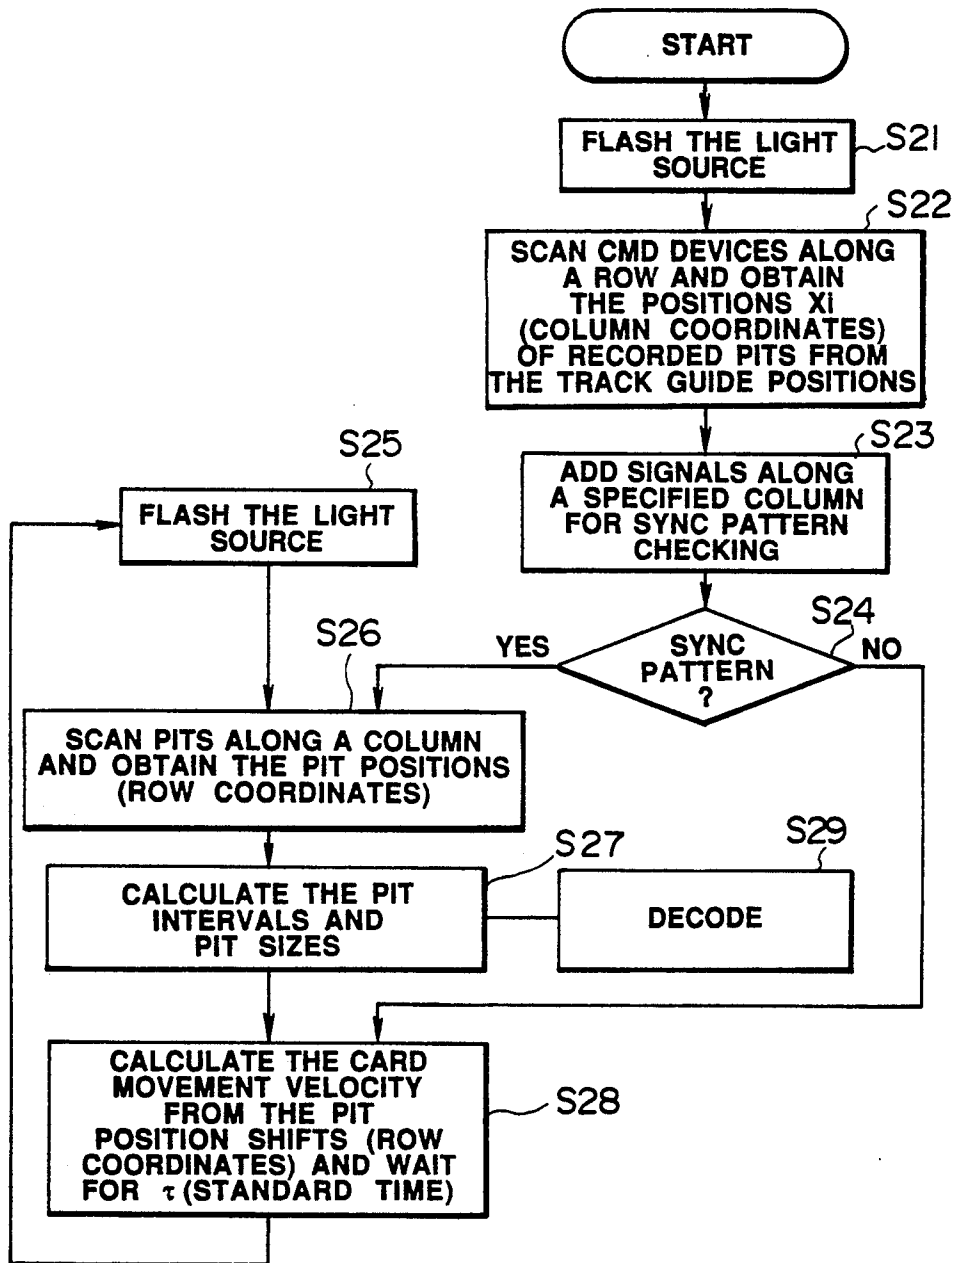 START
FLASH THE LIGHT
SOURCE
S21
S22
SCAN CMD DEVICES ALONG
A ROW AND OBTAIN
THE POSITIONS Xi
(COLUMN COORDINATES)
OF RECORDED PITS FROM
THE TRACK GUIDE POSITIONS
S23
ADD SIGNALS ALONG
A SPECIFIED COLUMN
FOR SYNC PATTERN
CHECKING
S24
SYNC
PATTERN
?
YES
NO
S25
FLASH THE LIGHT
SOURCE
S26
SCAN PITS ALONG A COLUMN
AND OBTAIN THE PIT POSITIONS
(ROW COORDINATES)
S27
CALCULATE THE PIT
INTERVALS AND
PIT SIZES
S29
DECODE
CALCULATE THE CARD
MOVEMENT VELOCITY
FROM THE PIT
POSITION SHIFTS (ROW
COORDINATES) AND WAIT
FOR τ (STANDARD TIME)
S28